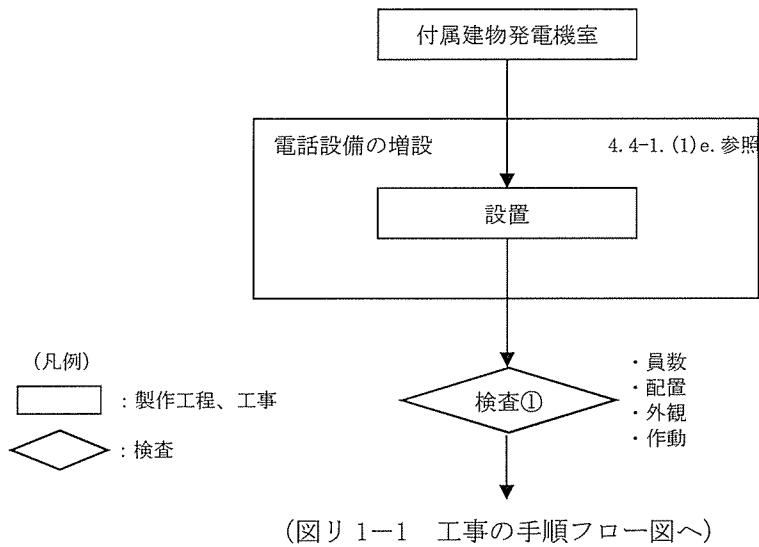 付属建物発電機室
電話設備の増設
4.4-1.(1)e.参照
設置
検査①
・員数
・配置
・外観
・作動
(凡例)
：製作工程、工事
：検査
(図リ 1－1　工事の手順フロー図へ)